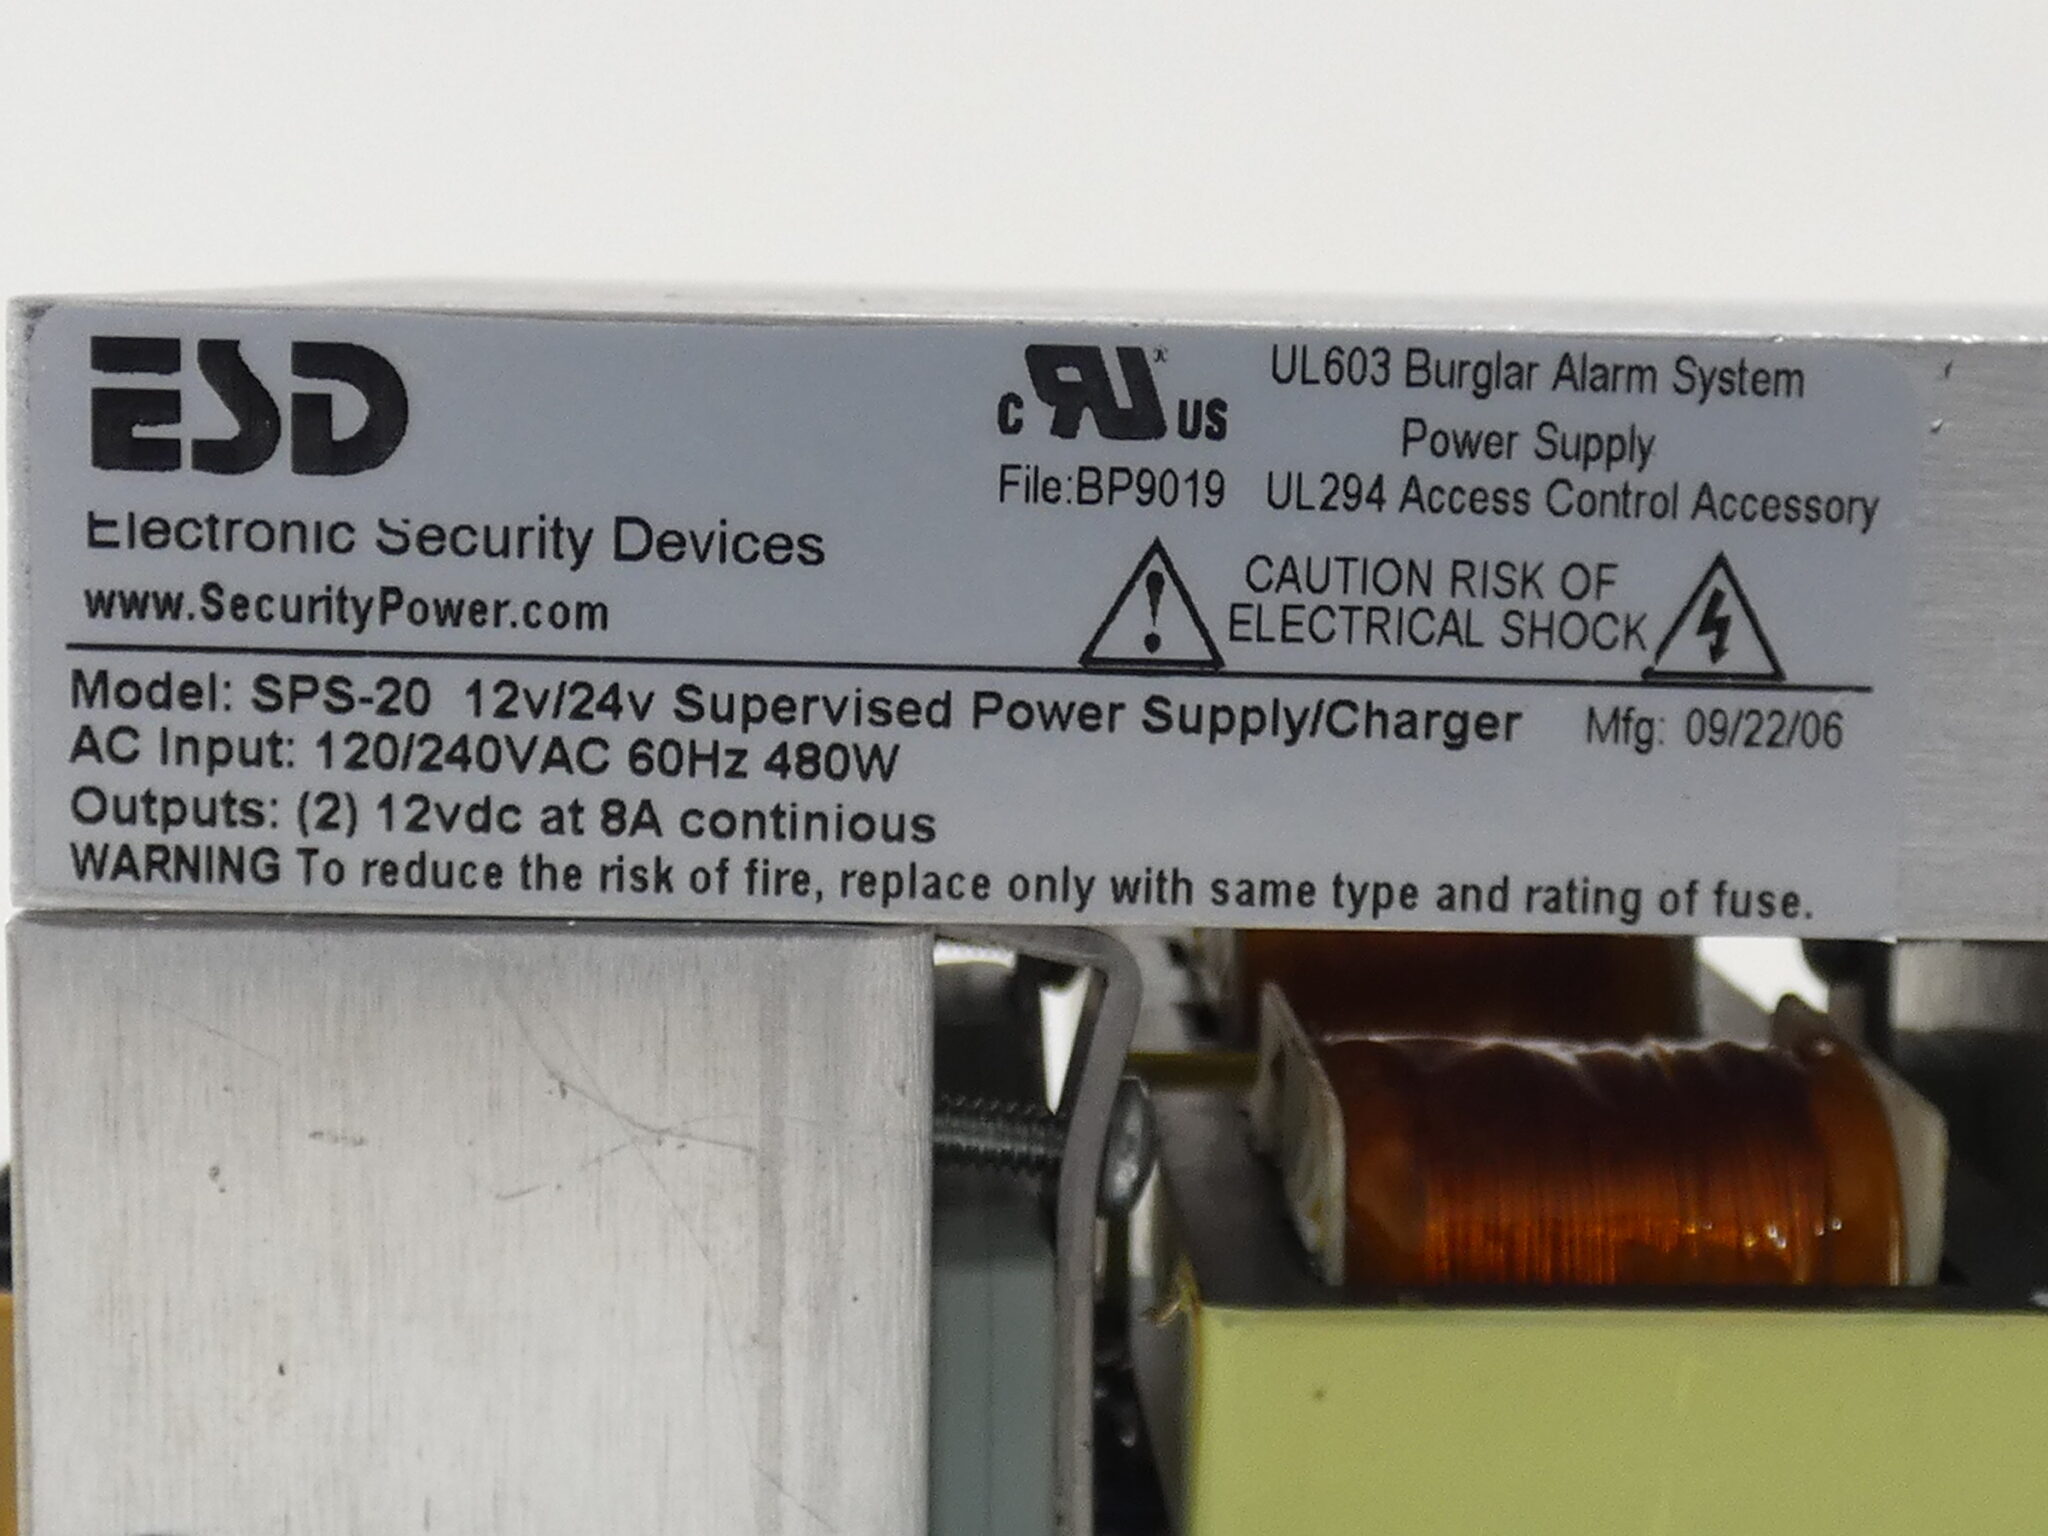 ESD
Electronic Security Devices
www.SecurityPower.com
c RU ® US
File:BP9019
UL603 Burglar Alarm System
Power Supply
UL294 Access Control Accessory
CAUTION RISK OF
ELECTRICAL SHOCK
Model: SPS-20 12v/24v Supervised Power Supply/Charger Mfg: 09/22/06
AC Input: 120/240VAC 60Hz 480W
Outputs: (2) 12vdc at 8A continious
WARNING To reduce the risk of fire, replace only with same type and rating of fuse.